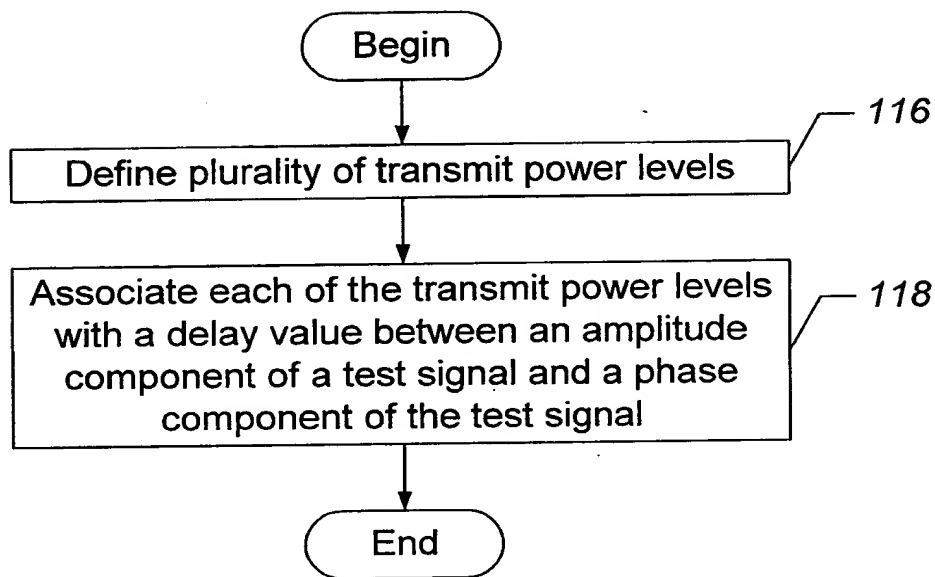 Begin
116
Define plurality of transmit power levels
Associate each of the transmit power levels
118
with a delay value between an amplitude
component of a test signal and a phase
component of the test signal
End